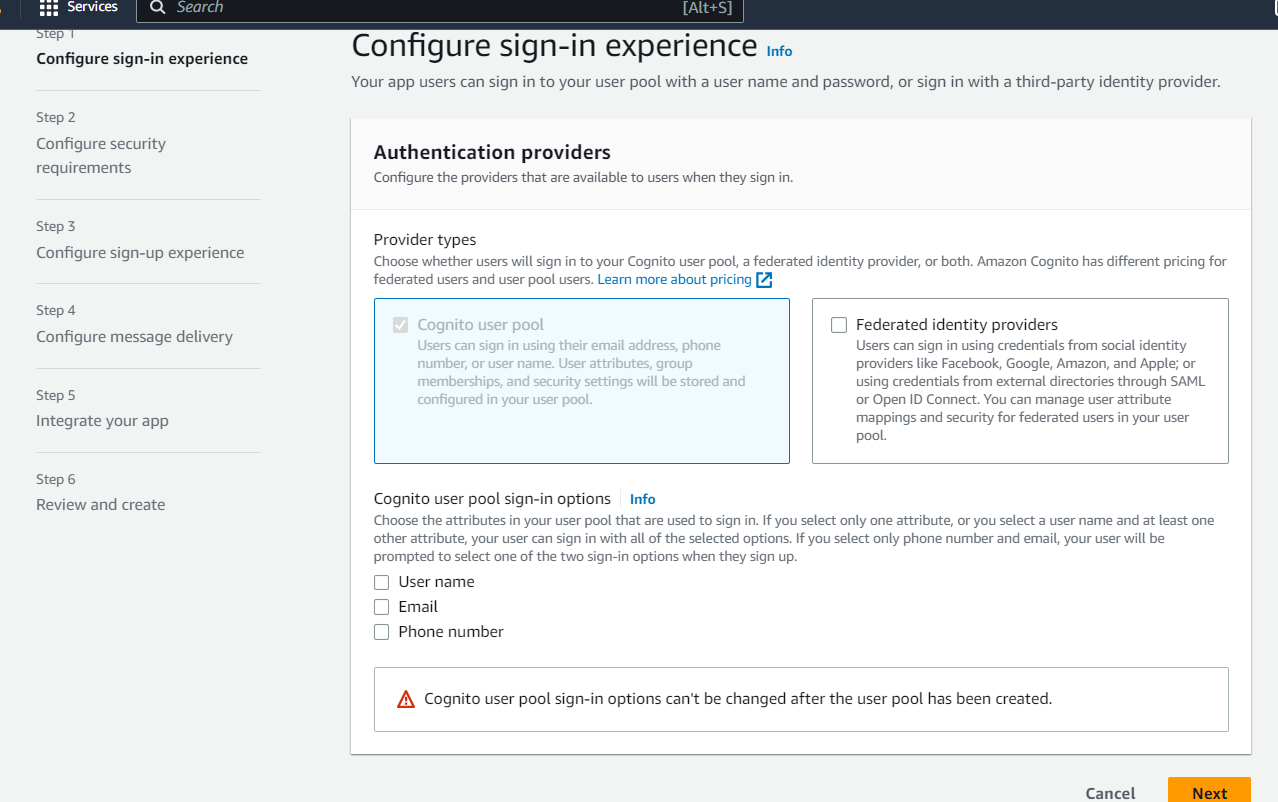 Services
Search
[Alt+S]
Step 1
Configure sign-in experience
Step 2
Configure security
requirements
Step 3
Configure sign-up experience
Step 4
Configure message delivery
Step 5
Integrate your app
Step 6
Review and create
Configure sign-in experience Info
Your app users can sign in to your user pool with a user name and password, or sign in with a third-party identity provider.
Authentication providers
Configure the providers that are available to users when they sign in.
Provider types
Choose whether users will sign in to your Cognito user pool, a federated identity provider, or both. Amazon Cognito has different pricing for
federated users and user pool users. Learn more about pricing
Cognito user pool
Users can sign in using their email address, phone
number, or user name. User attributes, group
memberships, and security settings will be stored and
configured in your user pool.
Federated identity providers
Users can sign in using credentials from social identity
providers like Facebook, Google, Amazon, and Apple; or
using credentials from external directories through SAML
or Open ID Connect. You can manage user attribute
mappings and security for federated users in your user
pool.
Cognito user pool sign-in options Info
Choose the attributes in your user pool that are used to sign in. If you select only one attribute, or you select a user name and at least one
other attribute, your user can sign in with all of the selected options. If you select only phone number and email, your user will be
prompted to select one of the two sign-in options when they sign up.
User name
Email
Phone number
Cognito user pool sign-in options can't be changed after the user pool has been created.
Cancel
Next